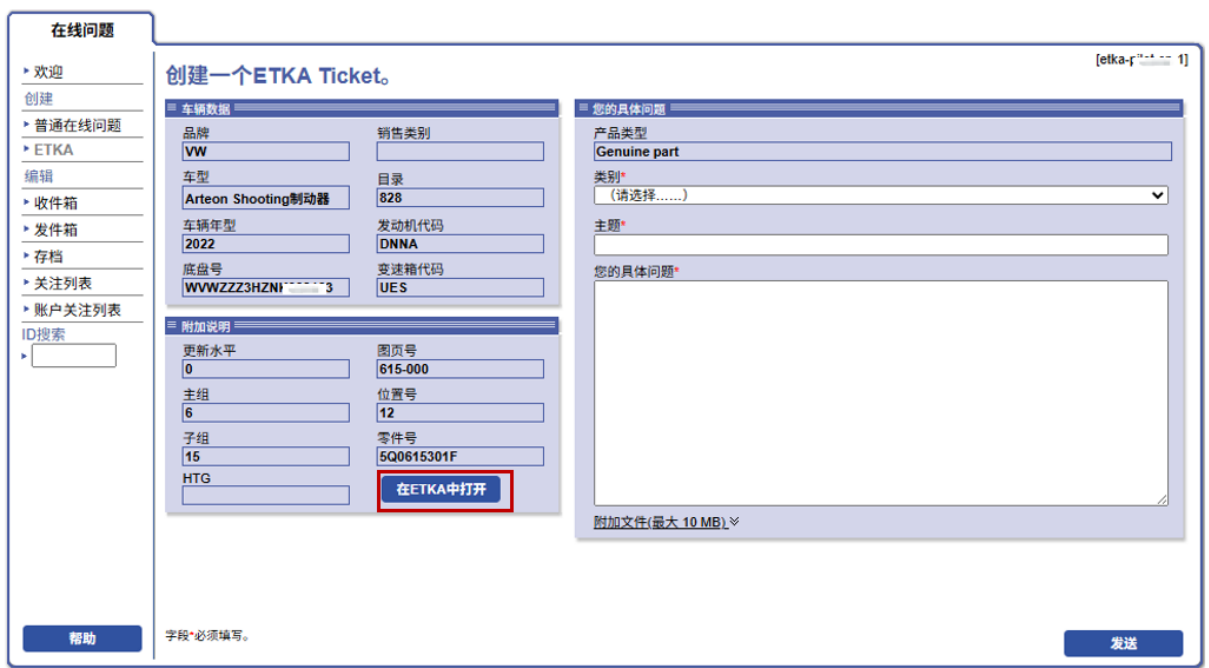 在线问题
[etka-p 1]
欢迎
创建
普通在线问题
ETKA
编辑
收件箱
发件箱
存档
关注列表
账户关注列表
ID搜索
帮助
创建一个ETKA Ticket。
车辆数据
品牌 销售类别
VW
车型 目录
Arteon Shooting制动器 828
车辆年型 发动机代码
2022 DNNA
底盘号 变速箱代码
WVWZZZ3HZN 3 UES
附加说明
更新水平 图页号
0 615-000
主组 位置号
6 12
子组 零件号
15 5Q0615301F
HTG
在ETKA中打开
您的具体问题
产品类型
Genuine part
类别*
(请选择……)
主题*
您的具体问题*
附加文件(最大 10 MB)
字段*必须填写。
发送